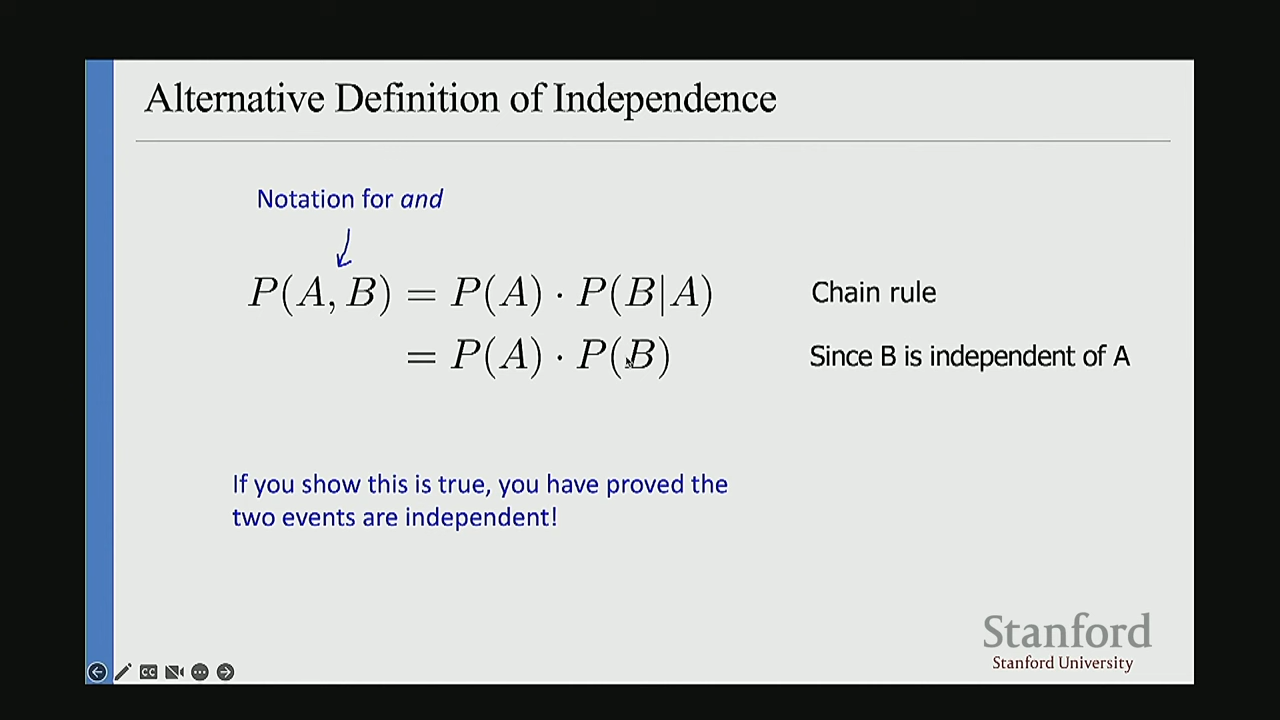 Alternative Definition of Independence
Notation for and
P(A, B) = P(A) · P(B|A) Chain rule
= P(A) · P(B) Since B is independent of A
If you show this is true, you have proved the
two events are independent!
Stanford
Stanford University
CC